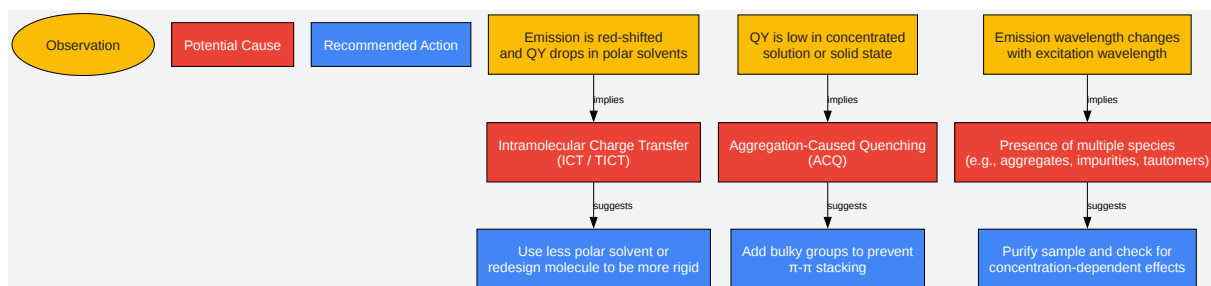 Observation
Potential Cause
Recommended Action
Emission is red-shifted
and QY drops in polar solvents
implies
Intramolecular Charge Transfer
(ICT / TICT)
suggests
Use less polar solvent or
redesign molecule to be more rigid
QY is low in concentrated
solution or solid state
implies
Aggregation-Caused Quenching
(ACQ)
suggests
Add bulky groups to prevent
π-π stacking
Emission wavelength changes
with excitation wavelength
implies
Presence of multiple species
(e.g., aggregates, impurities, tautomers)
suggests
Purify sample and check for
concentration-dependent effects